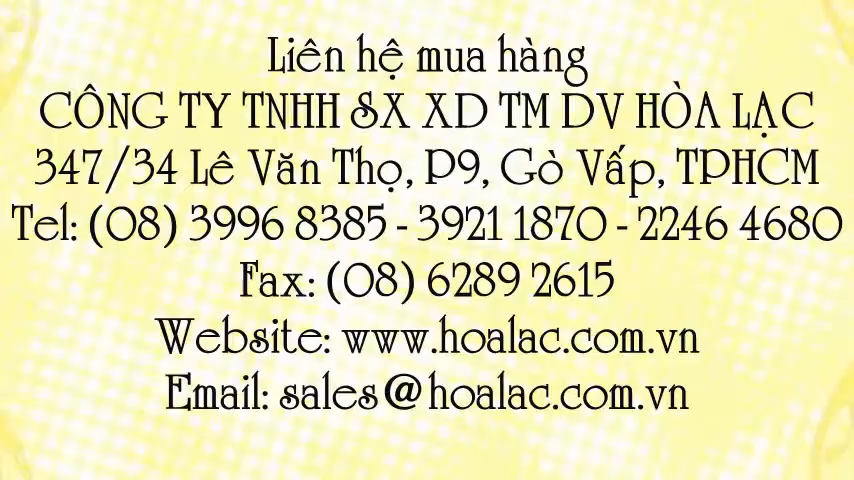 Liên hệ mua hàng
CÔNG TY TNHH SX XD TM DV HÒA LẠC
347/34 Lê Văn Thọ, P9, Gò Vấp, TPHCM
Tel: (08) 3996 8385 - 3921 1870 - 2246 4680
Fax: (08) 6289 2615
Website: www.hoalac.com.vn
Email: sales@hoalac.com.vn